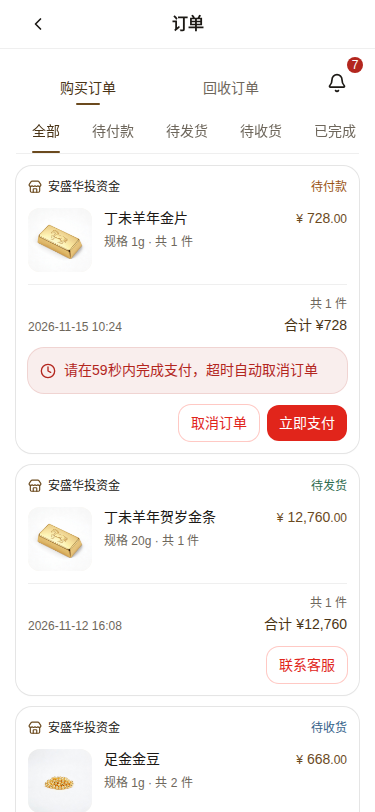 订单
7
购买订单 回收订单
全部 待付款 待发货 待收货 已完成
安盛华投资金 待付款
丁未羊年金片 ¥ 728.00
规格 1g · 共 1 件
共 1 件
2026-11-15 10:24 合计 ¥728
请在59秒内完成支付，超时自动取消订单
取消订单 立即支付
安盛华投资金 待发货
丁未羊年贺岁金条 ¥ 12,760.00
规格 20g · 共 1 件
共 1 件
2026-11-12 16:08 合计 ¥12,760
联系客服
安盛华投资金 待收货
足金金豆 ¥ 668.00
规格 1g · 共 2 件